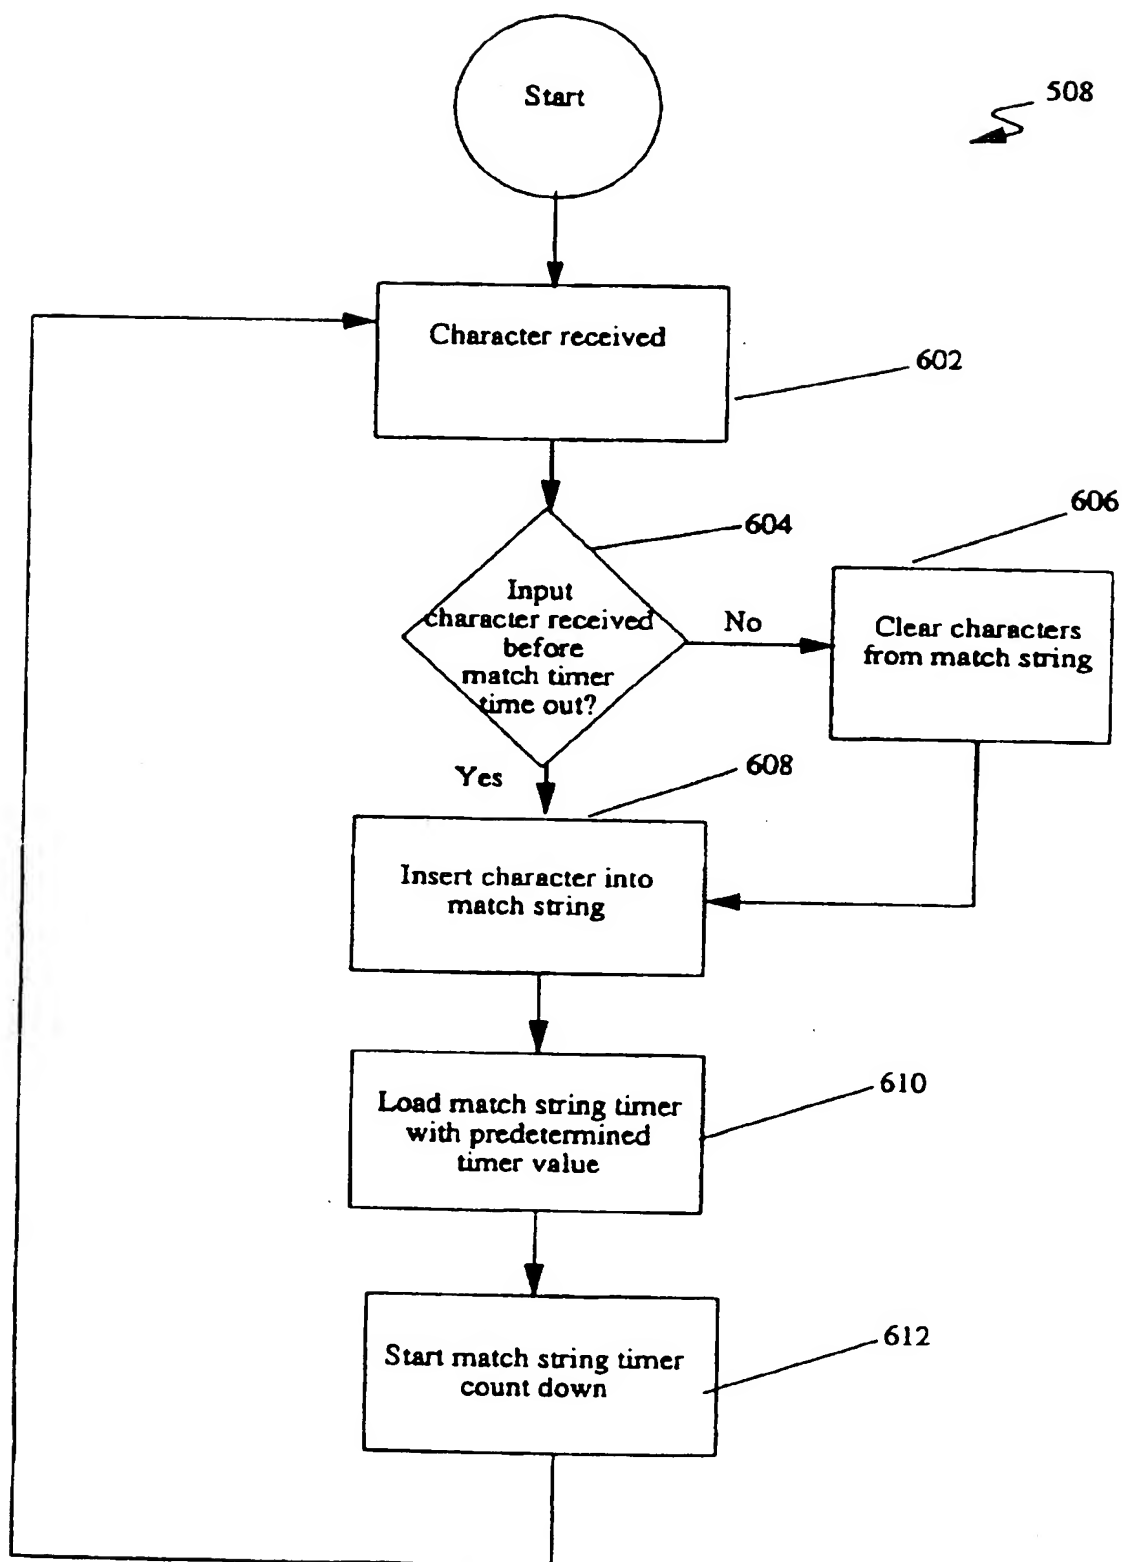 Start
508
Character received
602
604
Input
character received
before
match timer
time out?
No
606
Clear characters
from match string
Yes
608
Insert character into
match string
Load match string timer
with predetermined
timer value
610
Start match string timer
count down
612